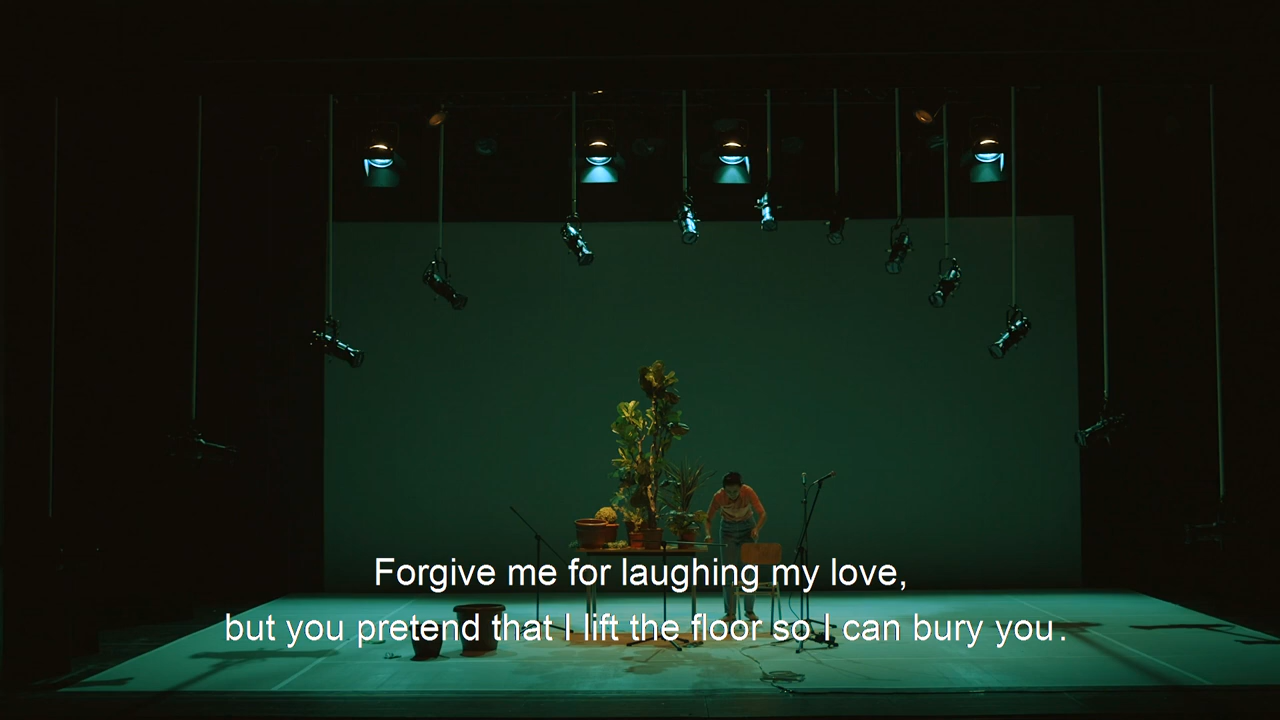 Forgive me for laughing my love,
but you pretend that I lift the floor so I can bury you.